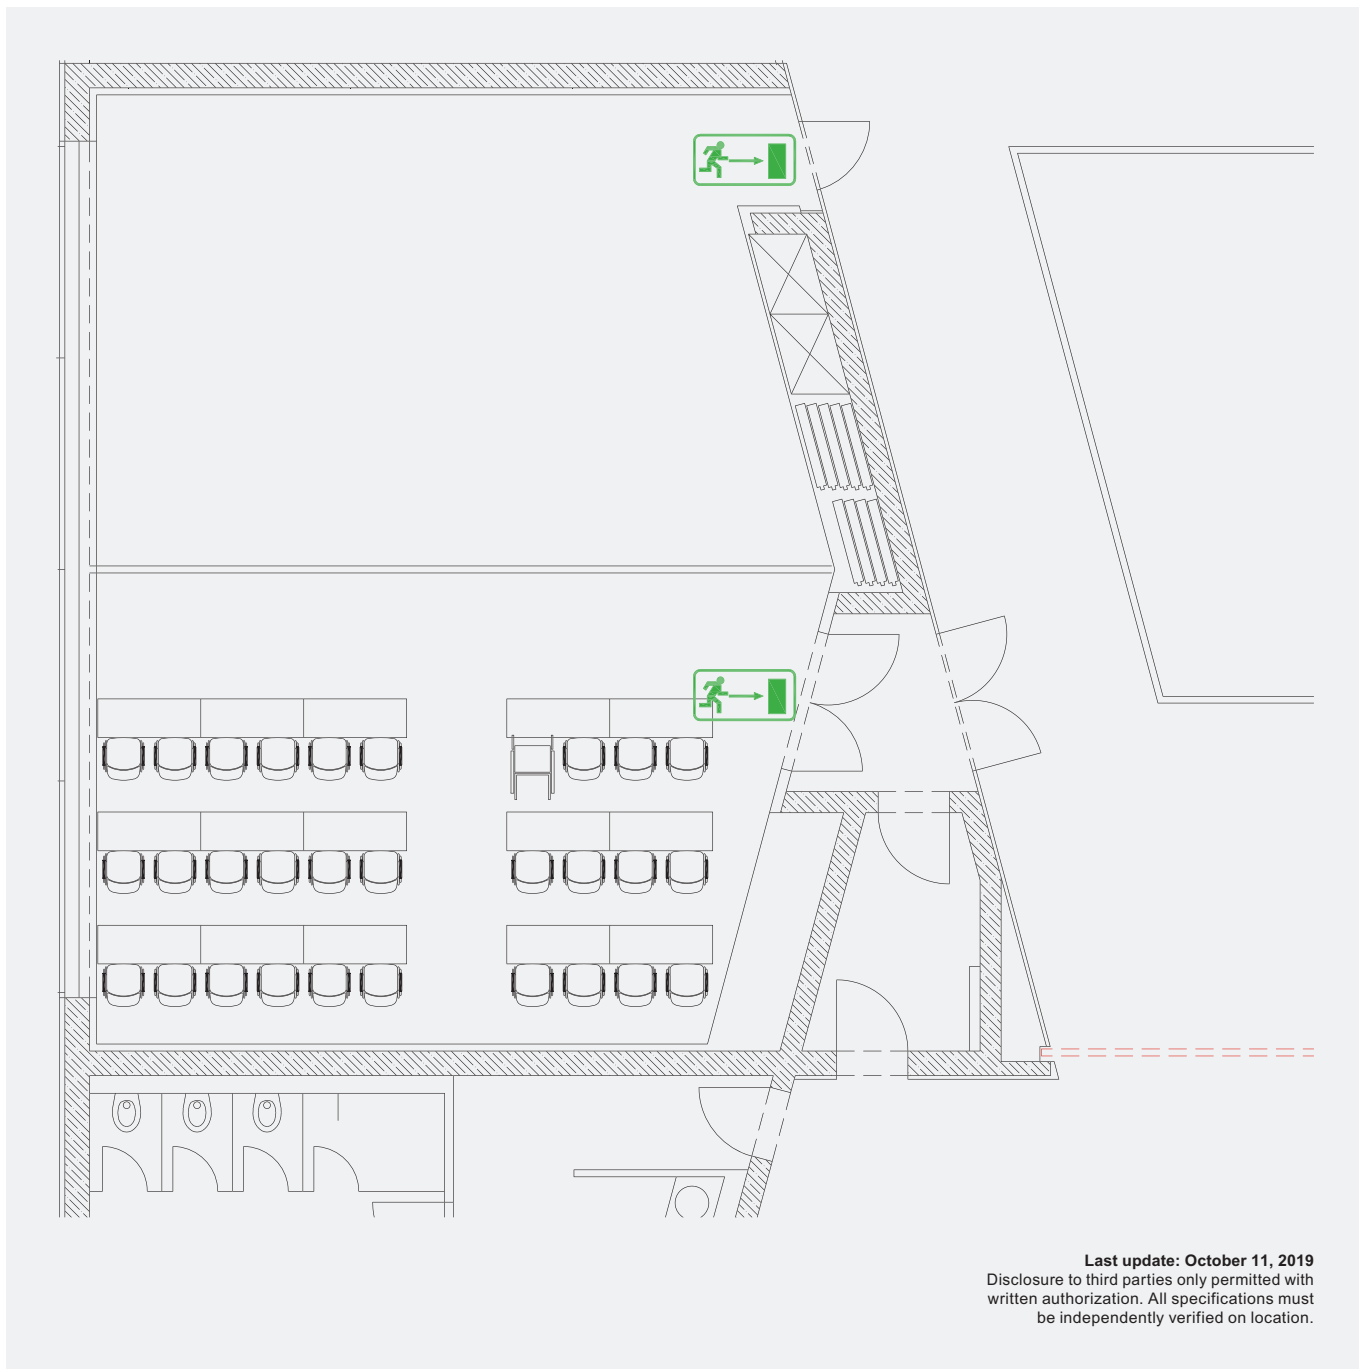 Last update: October 11, 2019
Disclosure to third parties only permitted with
written authorization. All specifications must
be independently verified on location.